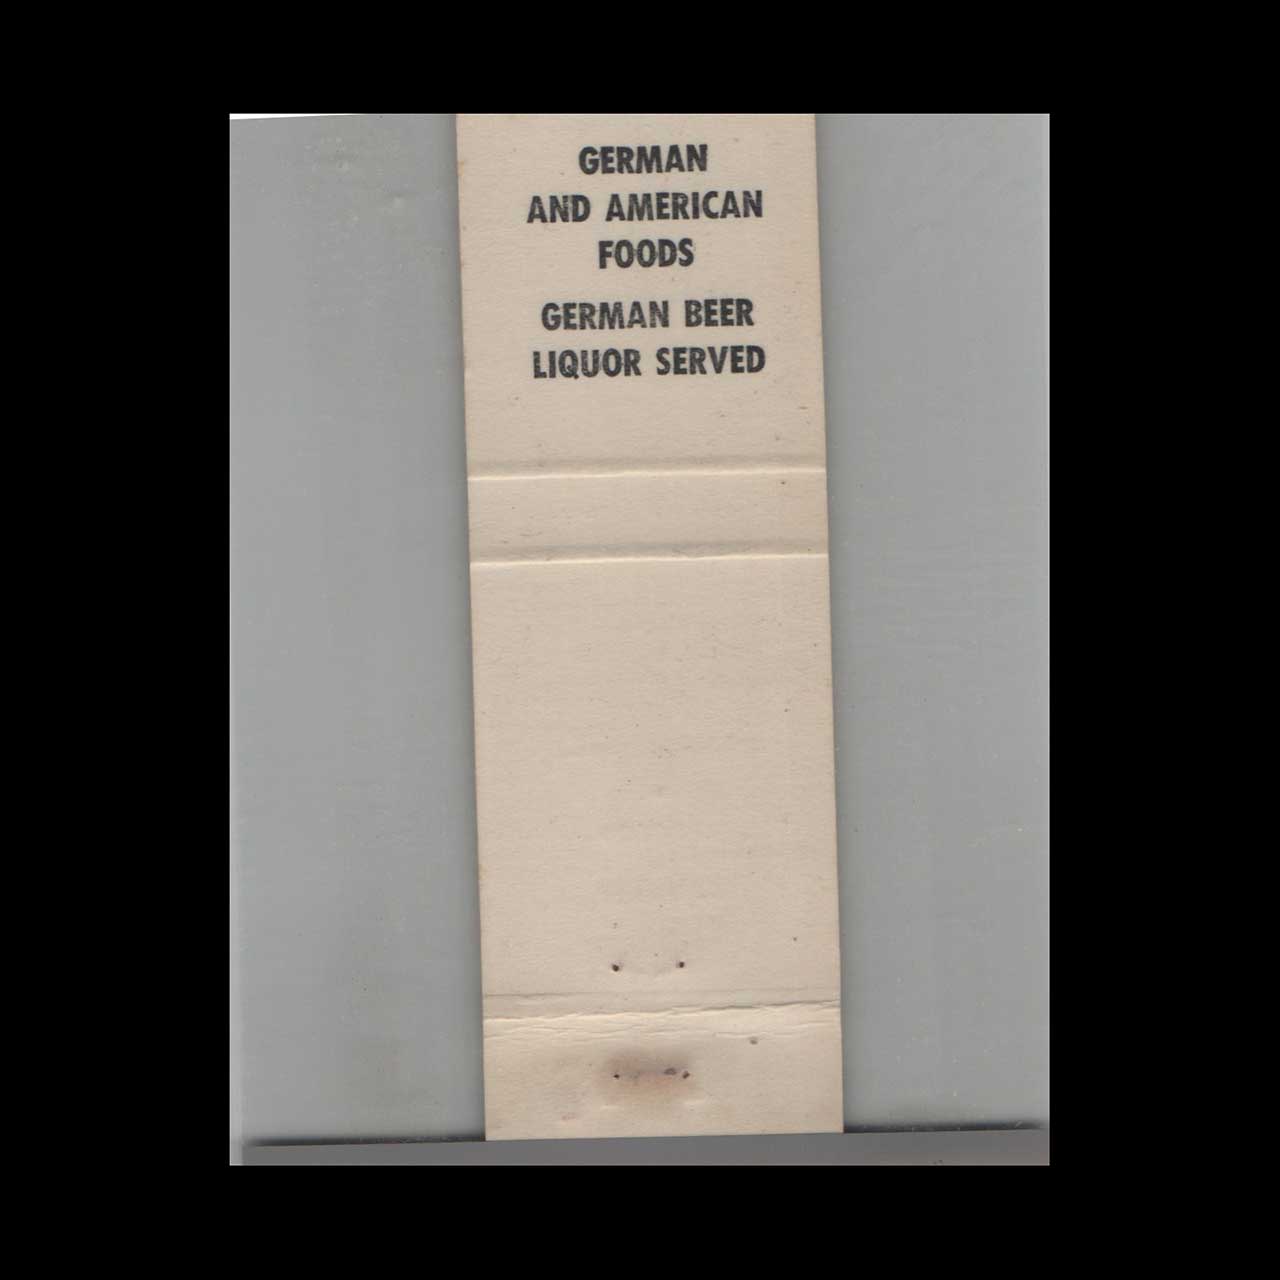 GERMAN
AND AMERICAN
FOODS
GERMAN BEER
LIQUOR SERVED